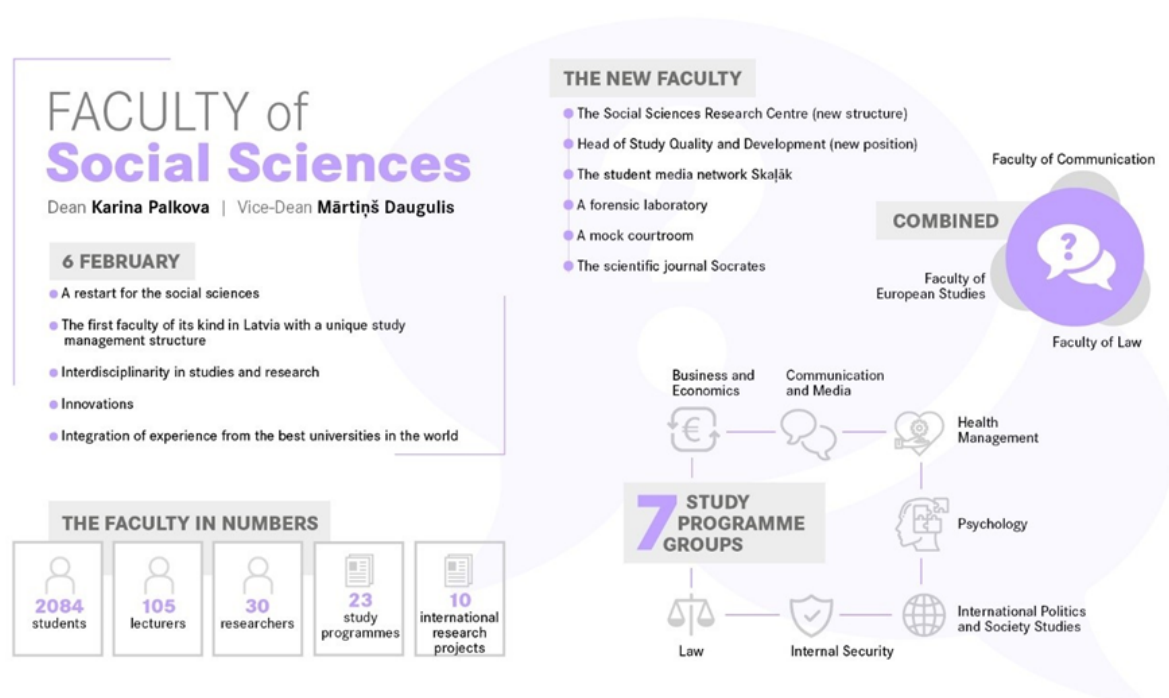 FACULTY of
Social Sciences
Dean Karina Palkova | Vice-Dean Mārtiņš Daugulis
6 FEBRUARY
A restart for the social sciences
The first faculty of its kind in Latvia with a unique study
management structure
Interdisciplinarity in studies and research
Innovations
Integration of experience from the best universities in the world
THE FACULTY IN NUMBERS
2084
students
105
lecturers
30
researchers
23
study
programmes
10
international
research
projects
THE NEW FACULTY
The Social Sciences Research Centre (new structure)
Head of Study Quality and Development (new position)
The student media network Skaļāk
A forensic laboratory
A mock courtroom
The scientific journal Socrates
COMBINED
Faculty of Communication
?
Faculty of
European Studies
Faculty of Law
7 STUDY
PROGRAMME
GROUPS
Business and
Economics
€
Communication
and Media
Health
Management
Psychology
International Politics
and Society Studies
Internal Security
Law